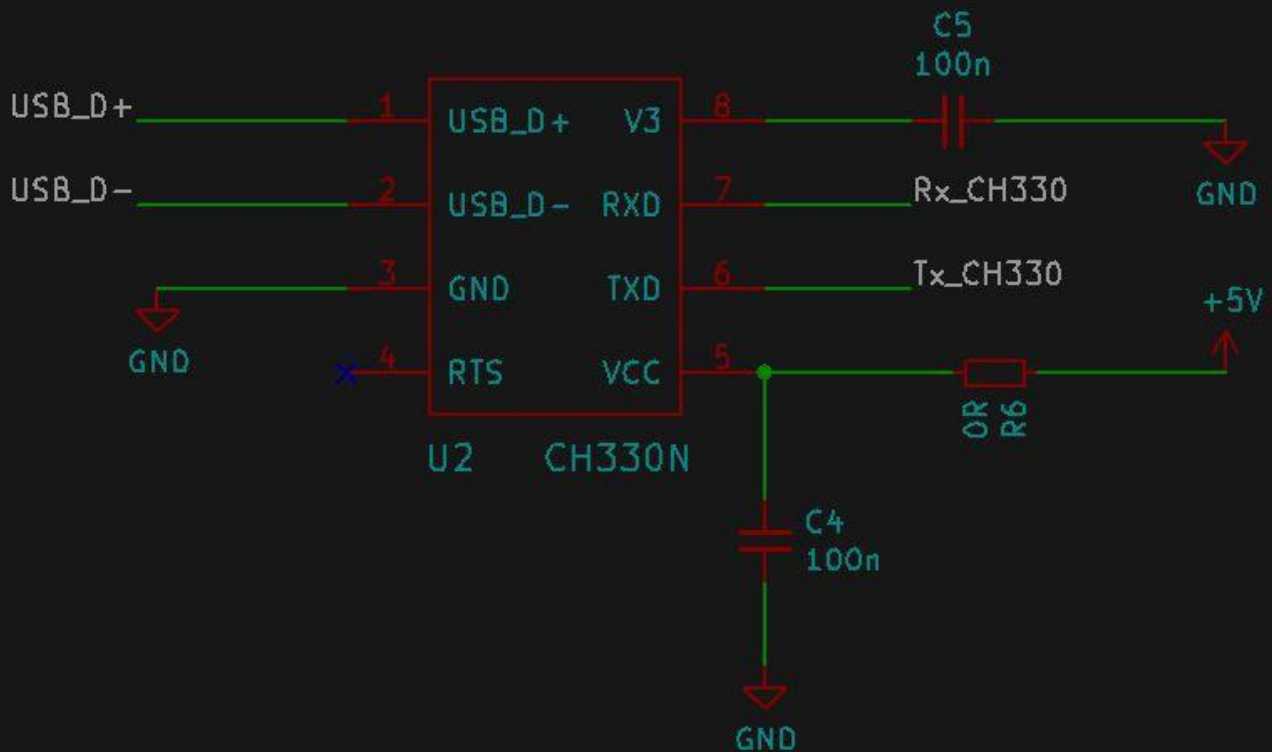 C5
100n
USB_D+ 1 USB_D+ V3 8
GND
USB_D- 2 USB_D- RXD 7 Rx_CH330
GND 3 GND TXD 6 Tx_CH330
+5V
4 RTS VCC 5
0R
R6
U2 CH330N
C4
100n
GND